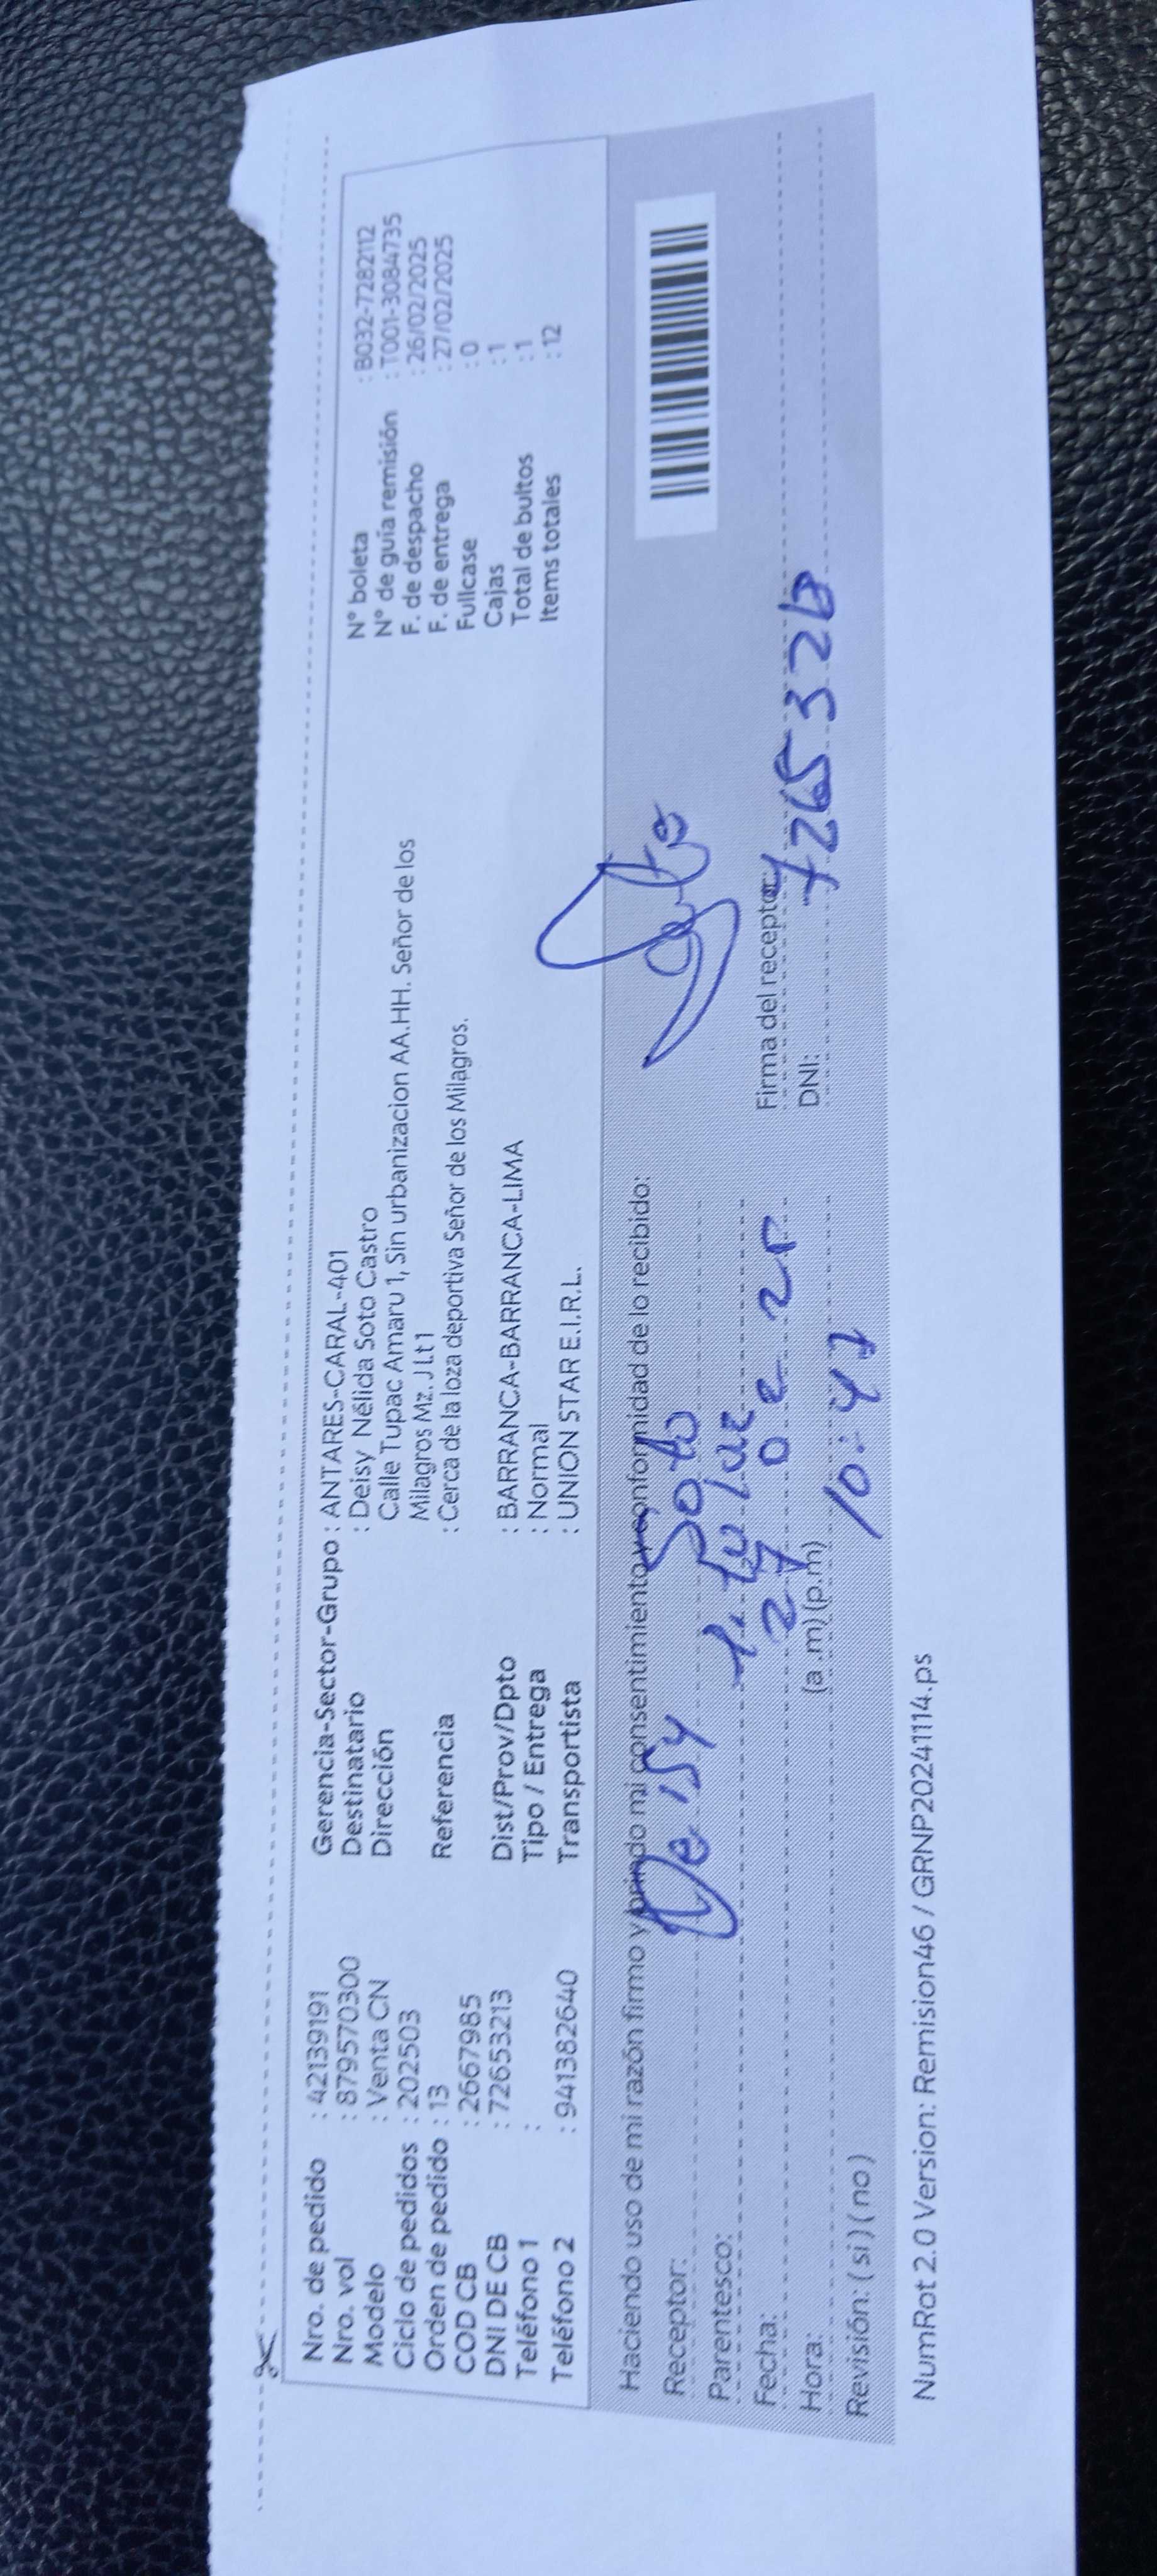 Nro. de pedido : 42139191
Nro. vol : 879570300
Modelo : Venta CN
Ciclo de pedidos : 202503
Orden de pedido : 13
COD CB : 2667985
DNI DE CB : 72653213
Teléfono 1 :
Teléfono 2 : 941382640
Gerencia-Sector-Grupo : ANTARES-CARAL-401
Destinatario : Deisy Nélida Soto Castro
Dirección Calle Tupac Amaru 1, Sin urbanizacion AA.HH. Señor de los
Milagros Mz. J Lt 1
Referencia : Cerca de la loza deportiva Señor de los Milagros.
Dist/Prov/Dpto : BARRANCA-BARRANCA-LIMA
Tipo / Entrega : Normal
Transportista : UNION STAR E.I.R.L.
N° boleta : B032-7282112
N° de guía remisión : T001-3084735
F. de despacho : 26/02/2025
F. de entrega : 27/02/2025
Fullcase : 0
Cajas : 1
Total de bultos : 1
Items totales : 12
Haciendo uso de mi razón firmo y brindo mi consentimiento y conformidad de lo recibido:
Receptor: Deisy Soto
Parentesco:
Fecha: 27 02 25
Hora: (a .m) (p.m) 10:47
Revisión: ( si ) ( no )
Firma del receptor:
DNI:
NumRot 2.0 Version: Remision46 / GRNP20241114.ps